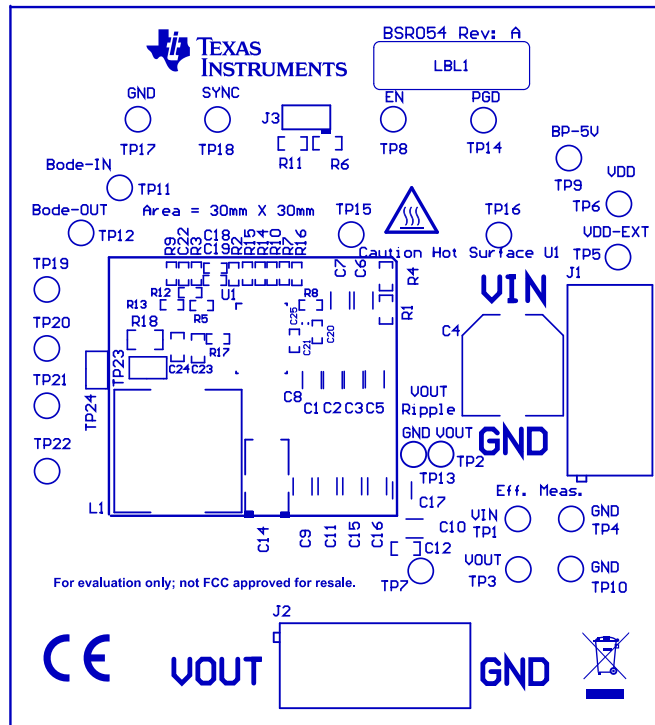 BSR054 Rev: A
TEXAS
INSTRUMENTS
LBL1
GND
SYNC
J3
EN
PGD
TP17
TP18
R11
R6
TP8
TP14
BP-5V
TP9
VDD
TP6
Bode-IN
TP11
Bode-OUT
TP12
Area = 30mm X 30mm
TP15
TP16
VDD-EXT
TP5
Caution Hot Surface U1
J1
TP19
R9
R22
R3
C18
C19
R2
R15
R14
R10
R7
R16
C7
C6
R4
VIN
R12
U1
R13
R5
R8
R1
C4
TP20
R18
R17
C25
C21
C20
TP23
C24
C23
TP24
TP21
C8
C1
C2
C3
C5
VOUT
Ripple
GND
VOUT
GND
TP22
TP13
TP2
L1
C14
C9
C11
C15
C16
C17
C10
C12
Eff. Meas.
VIN
TP1
GND
TP4
VOUT
TP3
GND
TP10
TP7
For evaluation only; not FCC approved for resale.
J2
CE
VOUT
GND